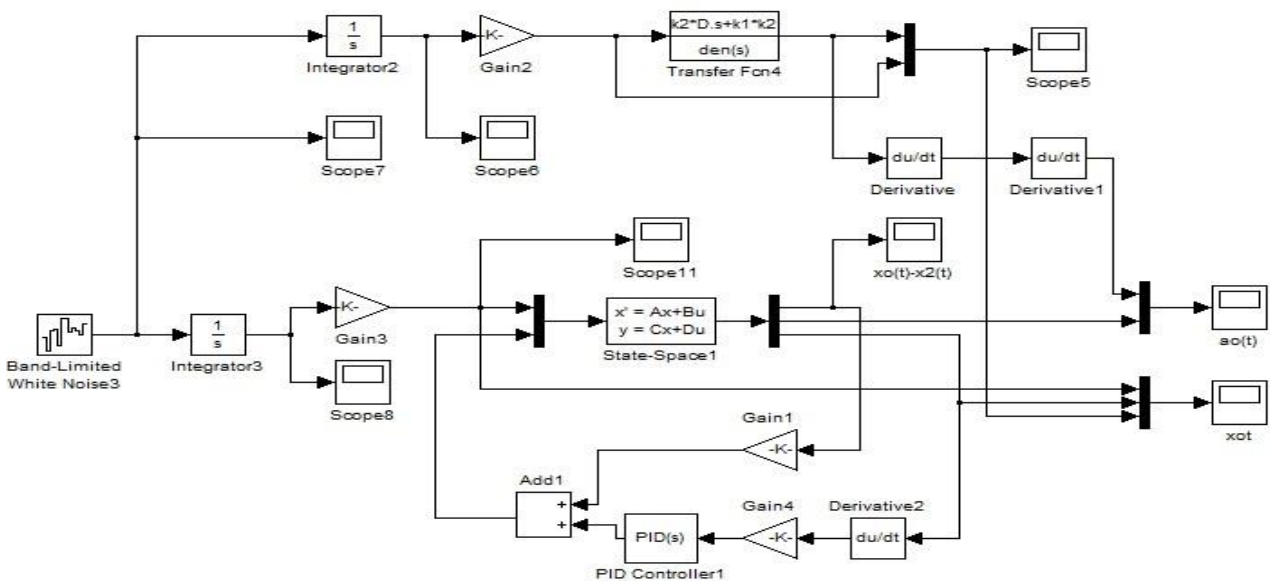 1
s
Integrator2
K-
Gain2
k2*D.s+k1*k2
den(s)
Transfer Fcn4
Scope5
Scope7
Scope6
du/dt
Derivative
du/dt
Derivative1
Scope11
xo(t)-x2(t)
Band-Limited
White Noise3
1
s
Integrator3
K-
Gain3
Scope8
x' = Ax+Bu
y = Cx+Du
State-Space1
ao(t)
xot
Gain1
-K-
Add1
+
+
PID(s)
PID Controller1
Gain4
-K-
Derivative2
du/dt